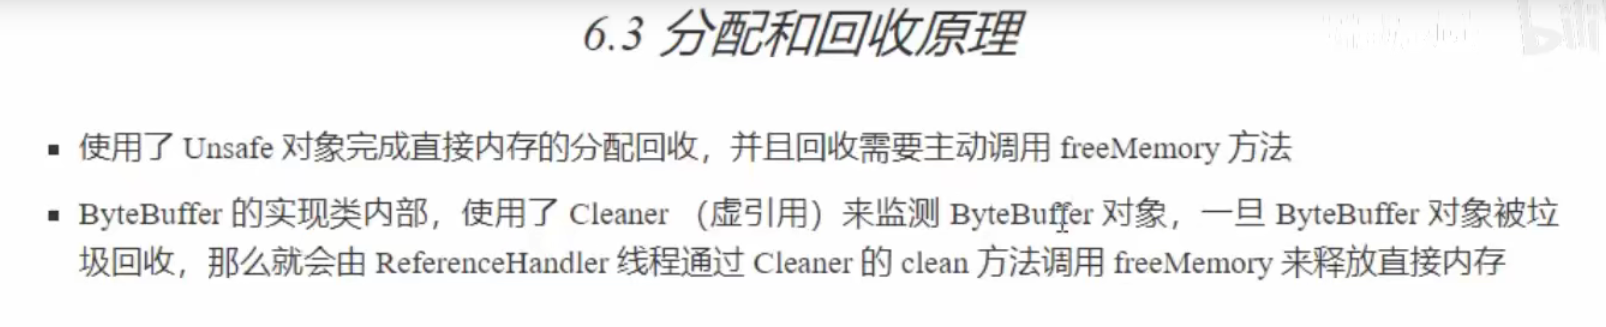 6.3 分配和回收原理
使用了 Unsafe 对象完成直接内存的分配回收，并且回收需要主动调用 freeMemory 方法
ByteBuffer 的实现类内部，使用了 Cleaner （虚引用）来监测 ByteBuffer 对象，一旦 ByteBuffer 对象被垃
圾回收，那么就会由 ReferenceHandler 线程通过 Cleaner 的 clean 方法调用 freeMemory 来释放直接内存